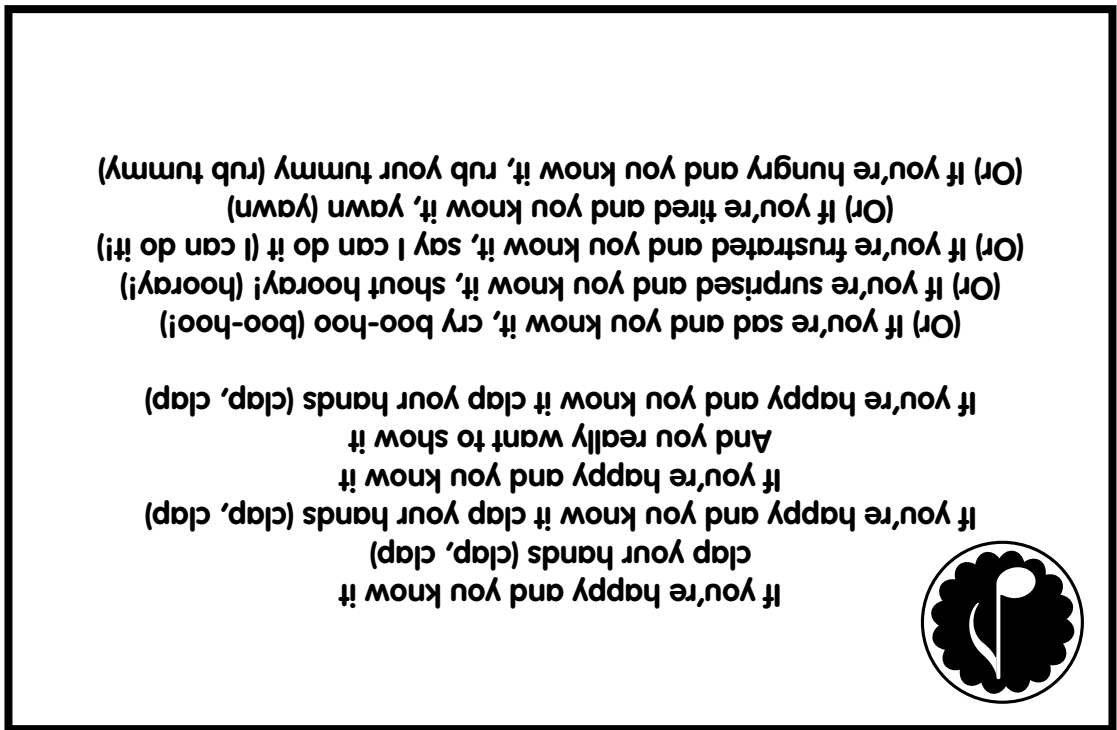 If you're happy and you know it
clap your hands (clap, clap)
If you're happy and you know it clap your hands (clap, clap)
If you're happy and you know it
And you really want to show it
If you're happy and you know it clap your hands (clap, clap)
(Or) If you're sad and you know it, cry boo-hoo (boo-hoo!)
(Or) If you're surprised and you know it, shout hooray! (hooray!)
(Or) If you're frustrated and you know it, say I can do it (I can do it!)
(Or) If you're tired and you know it, yawn (yawn)
(Or) If you're hungry and you know it, rub your tummy (rub tummy)